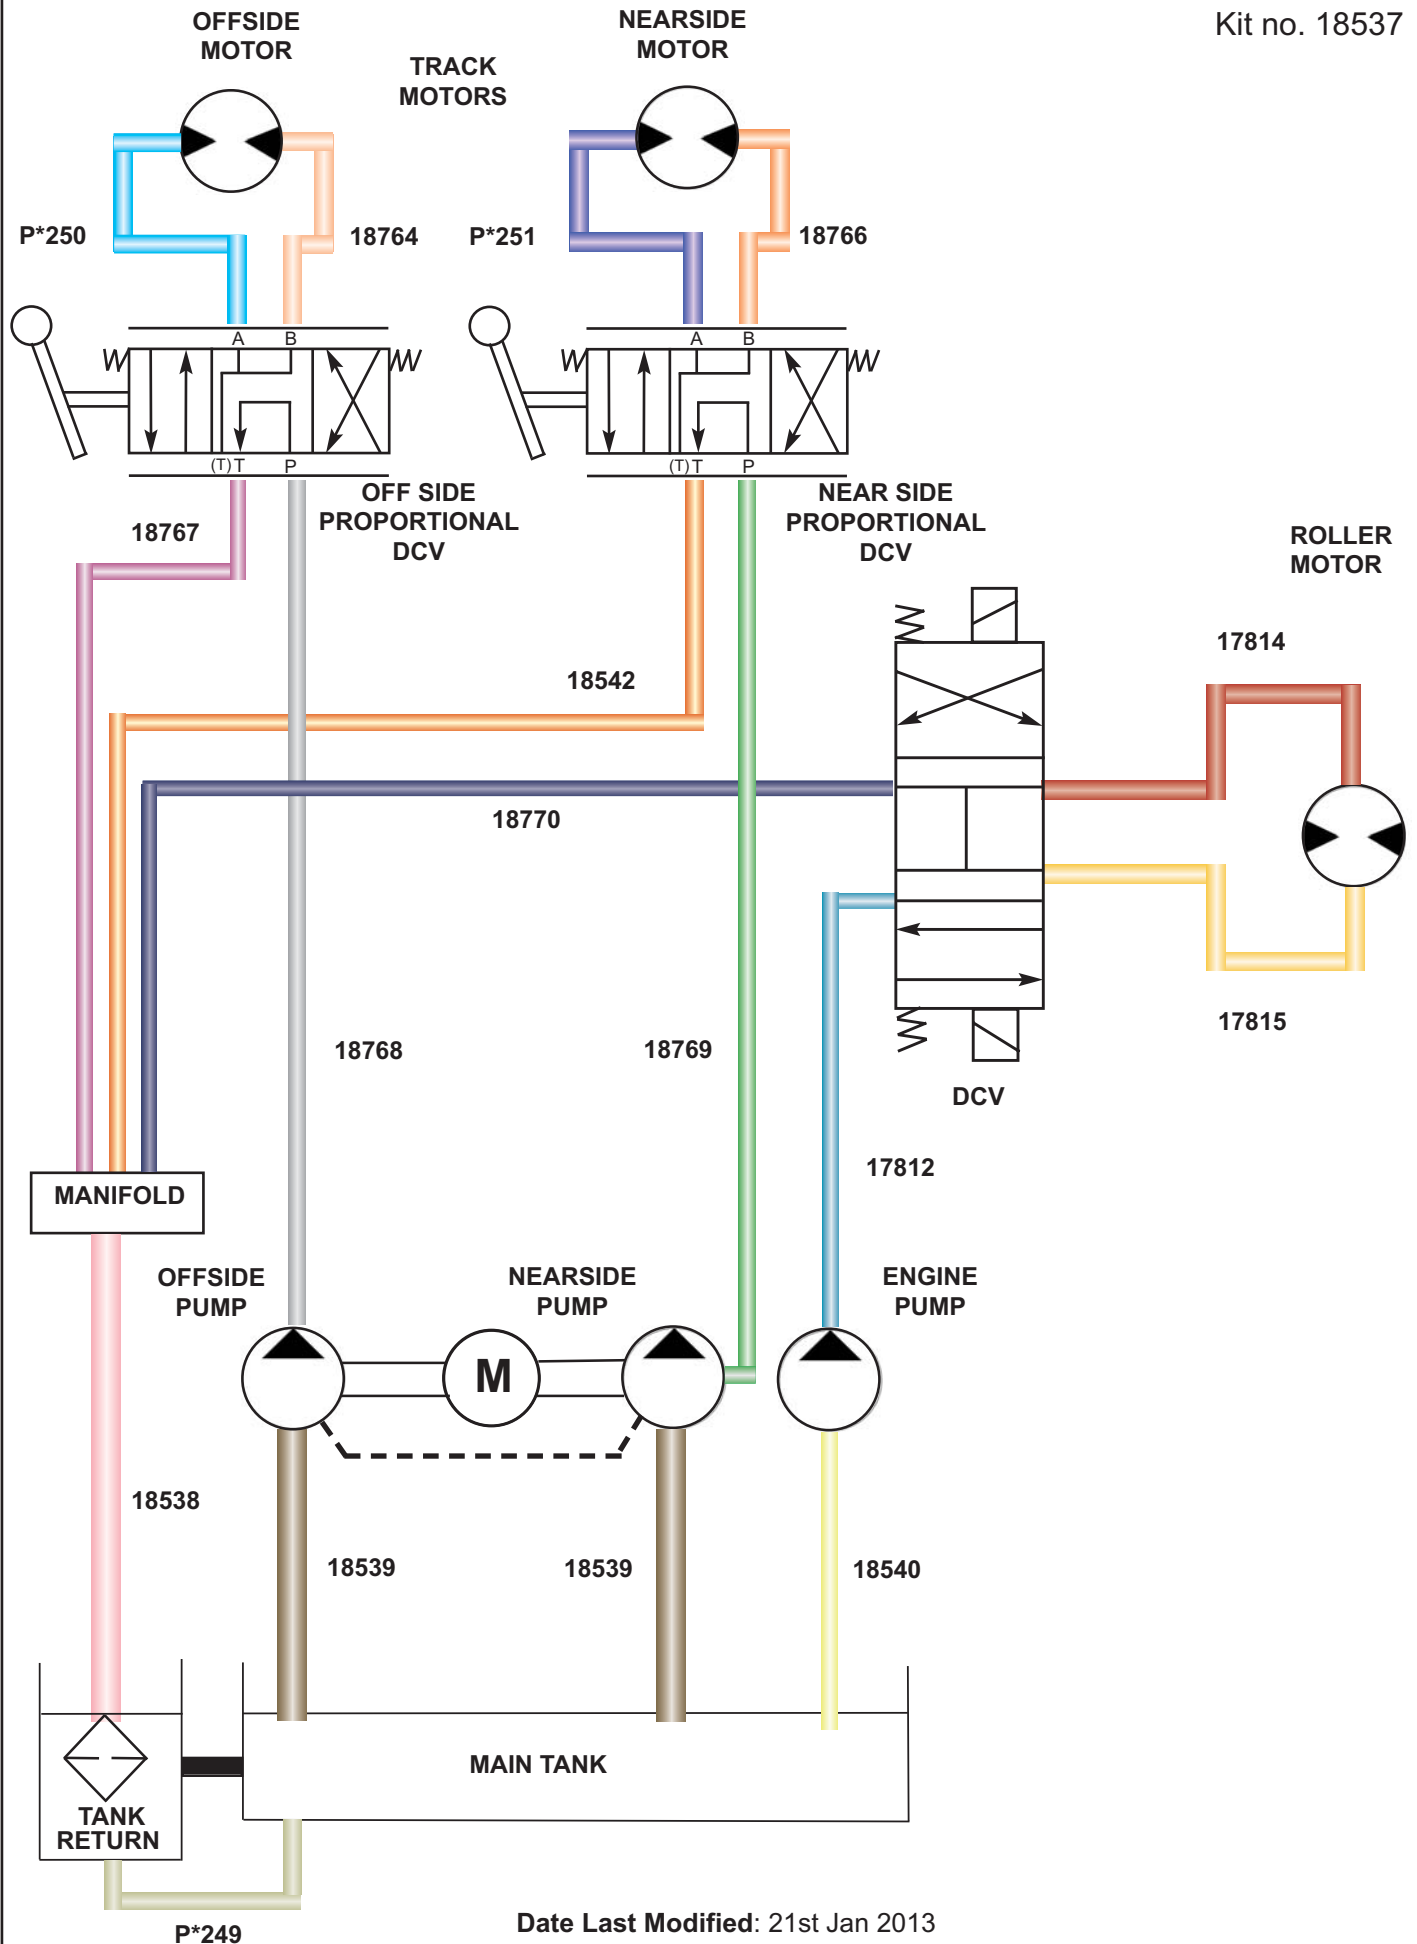 Kit no. 18537
OFFSIDE
MOTOR
NEARSIDE
MOTOR
TRACK
MOTORS
P*250
18764
P*251
18766
A B
A B
(T) T P
(T) T P
OFF SIDE
PROPORTIONAL
DCV
NEAR SIDE
PROPORTIONAL
DCV
18767
ROLLER
MOTOR
17814
18542
18770
17815
18768
18769
DCV
17812
MANIFOLD
OFFSIDE
PUMP
NEARSIDE
PUMP
ENGINE
PUMP
M
18538
18539
18539
18540
MAIN TANK
TANK
RETURN
P*249
Date Last Modified: 21st Jan 2013